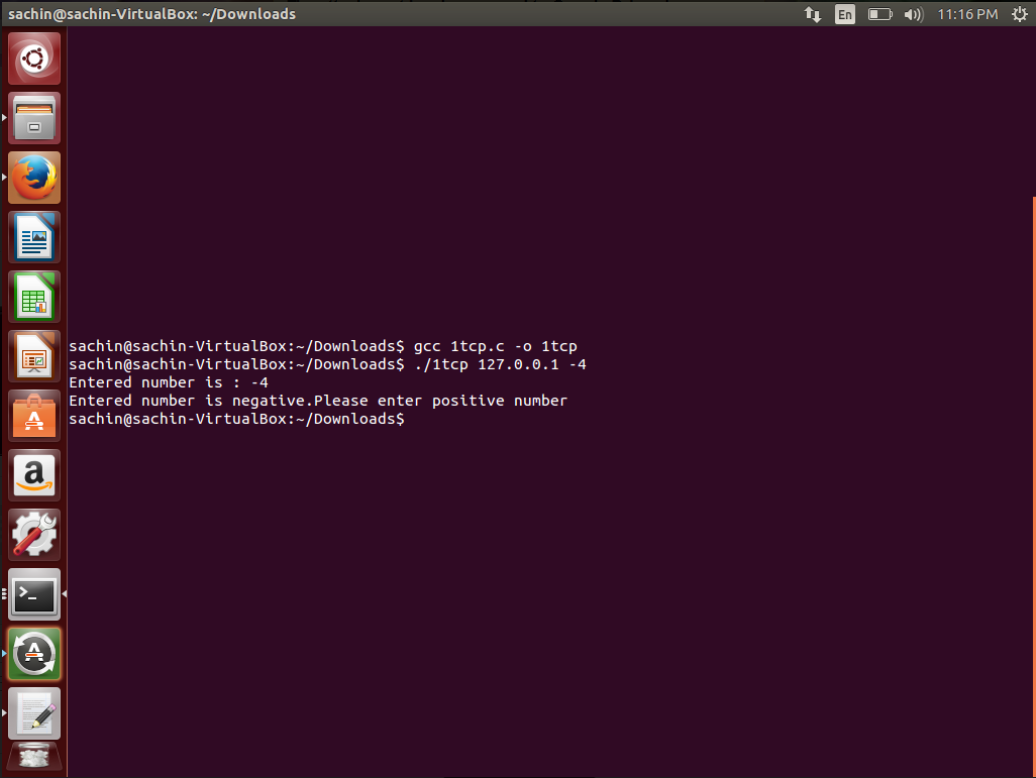 sachin@sachin-VirtualBox: ~/Downloads
En
11:16 PM
sachin@sachin-VirtualBox:~/Downloads$ gcc 1tcp.c -o 1tcp
sachin@sachin-VirtualBox:~/Downloads$ ./1tcp 127.0.0.1 -4
Entered number is : -4
Entered number is negative.Please enter positive number
sachin@sachin-VirtualBox:~/Downloads$
a
>_